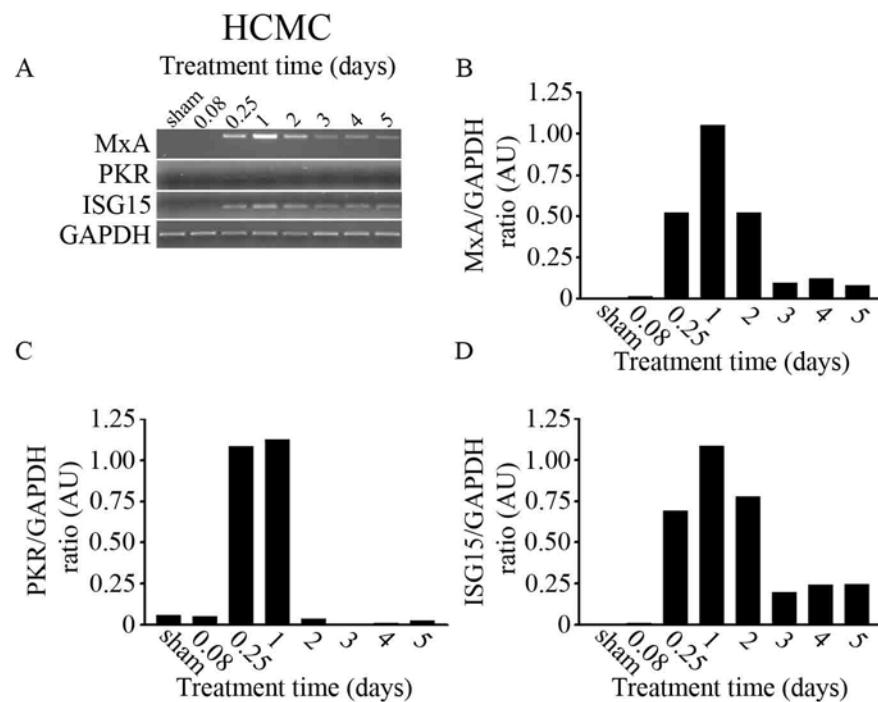 HCMC
A
Treatment time (days)
sham 0.08 0.25 1 2 3 4 5
MxA
PKR
ISG15
GAPDH
B
MxA/GAPDH
ratio (AU)
1.25
1.00
0.75
0.50
0.25
0
sham 0.08 0.25 1 2 3 4 5
Treatment time (days)
C
PKR/GAPDH
ratio (AU)
1.25
1.00
0.75
0.50
0.25
0
sham 0.08 0.25 1 2 3 4 5
Treatment time (days)
D
ISG15/GAPDH
ratio (AU)
1.25
1.00
0.75
0.50
0.25
0
sham 0.08 0.25 1 2 3 4 5
Treatment time (days)